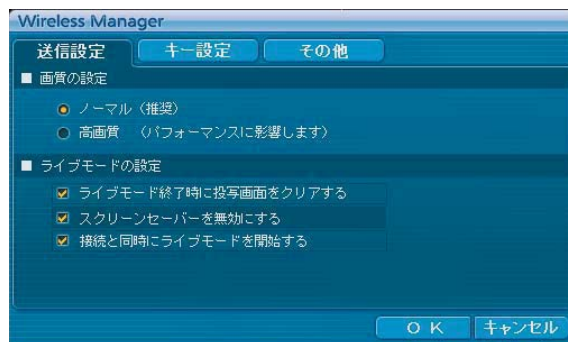 Wireless Manager
送信設定 キー設定 その他
■ 画質の設定
ノーマル（推奨）
高画質 （パフォーマンスに影響します）
■ ライブモードの設定
ライブモード終了時に投写画面をクリアする
スクリーンセーバーを無効にする
接続と同時にライブモードを開始する
OK キャンセル